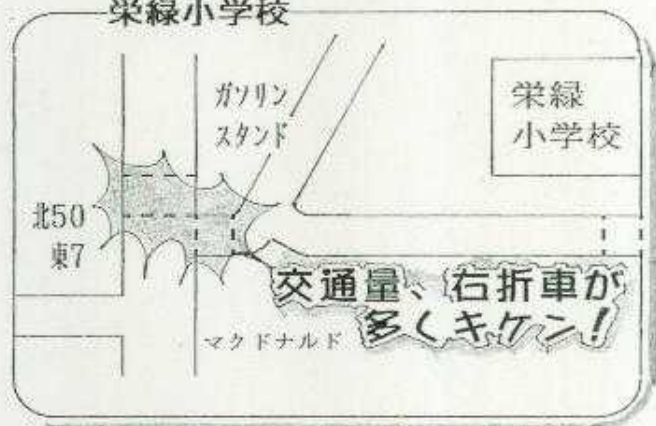 栄緑小学校
ガソリン
スタンド
栄緑
小学校
北50
東7
交通量、右折車が
多くキケン!
マクドナルド